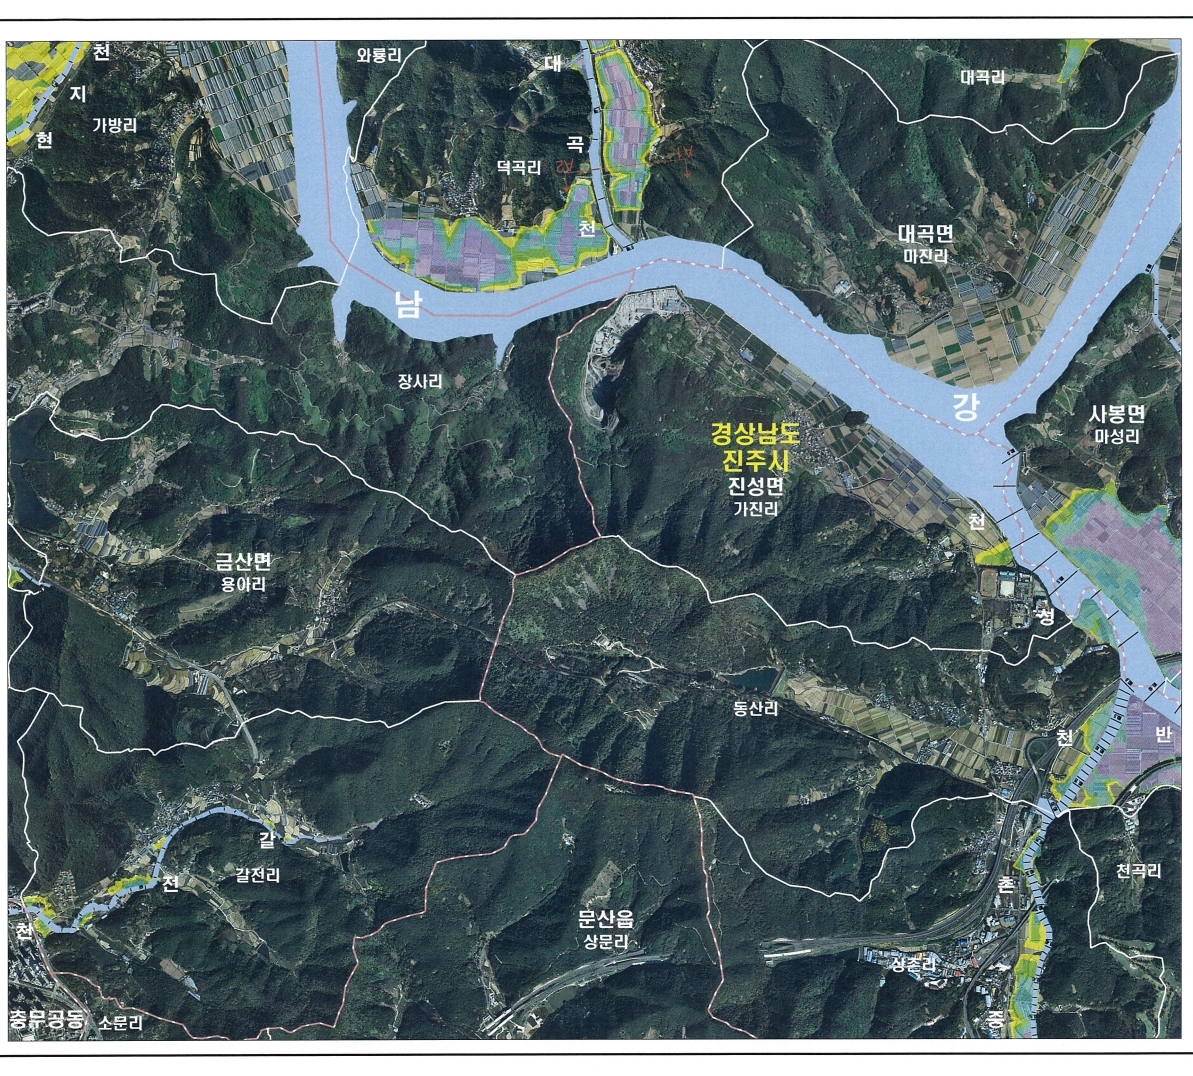 천
지
현
가방리
와룡리
대
곡
천
덕곡리
A2
A1
대곡리
대곡면
마진리
남
강
장사리
경상남도
진주시
진성면
가진리
사봉면
마성리
금산면
용아리
천
성
동산리
천
반
갈
전
천
갈전리
문산읍
상문리
촌
천곡리
상촌리
중
충무공동
소문리